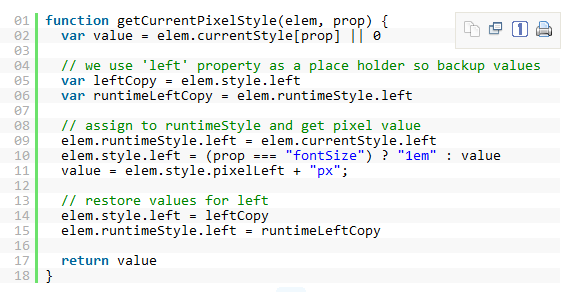 01 function getCurrentPixelStyle(elem, prop) {
02   var value = elem.currentStyle[prop] || 0
03
04   // we use 'left' property as a place holder so backup values
05   var leftCopy = elem.style.left
06   var runtimeLeftCopy = elem.runtimeStyle.left
07
08   // assign to runtimeStyle and get pixel value
09   elem.runtimeStyle.left = elem.currentStyle.left
10   elem.style.left = (prop === "fontSize") ? "1em" : value
11   value = elem.style.pixelLeft + "px";
12
13   // restore values for left
14   elem.style.left = leftCopy
15   elem.runtimeStyle.left = runtimeLeftCopy
16
17   return value
18 }